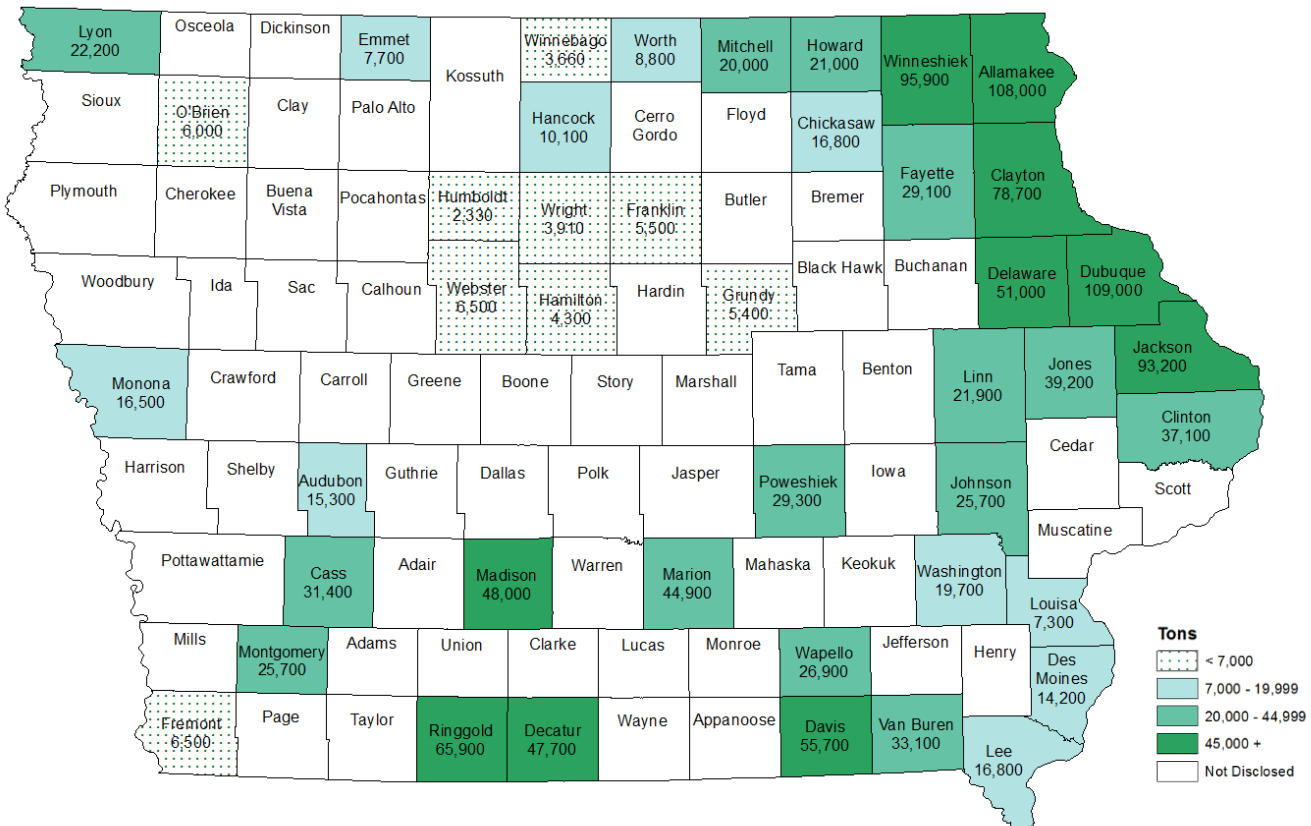 Lyon
22,200
Osceola
Dickinson
Emmet
7,700
Kossuth
Winnebago
3,660
Worth
8,800
Mitchell
20,000
Howard
21,000
Winneshiek
95,900
Allamakee
108,000
Sioux
O'Brien
6,000
Clay
Palo Alto
Hancock
10,100
Cerro
Gordo
Floyd
Chickasaw
16,800
Fayette
29,100
Clayton
78,700
Plymouth
Cherokee
Buena
Vista
Pocahontas
Humboldt
2,330
Wright
3,910
Franklin
5,500
Butler
Bremer
Woodbury
Ida
Sac
Calhoun
Webster
6,500
Hamilton
4,300
Hardin
Grundy
5,400
Black Hawk
Buchanan
Delaware
51,000
Dubuque
109,000
Monona
16,500
Crawford
Carroll
Greene
Boone
Story
Marshall
Tama
Benton
Linn
21,900
Jones
39,200
Jackson
93,200
Clinton
37,100
Harrison
Shelby
Audubon
15,300
Guthrie
Dallas
Polk
Jasper
Poweshiek
29,300
Iowa
Johnson
25,700
Cedar
Scott
Muscatine
Pottawattamie
Cass
31,400
Adair
Madison
48,000
Warren
Marion
44,900
Mahaska
Keokuk
Washington
19,700
Louisa
7,300
Mills
Montgomery
25,700
Adams
Union
Clarke
Lucas
Monroe
Wapello
26,900
Jefferson
Henry
Des
Moines
14,200
Fremont
6,500
Page
Taylor
Ringgold
65,900
Decatur
47,700
Wayne
Appanoose
Davis
55,700
Van Buren
33,100
Lee
16,800
Tons
< 7,000
7,000 - 19,999
20,000 - 44,999
45,000 +
Not Disclosed